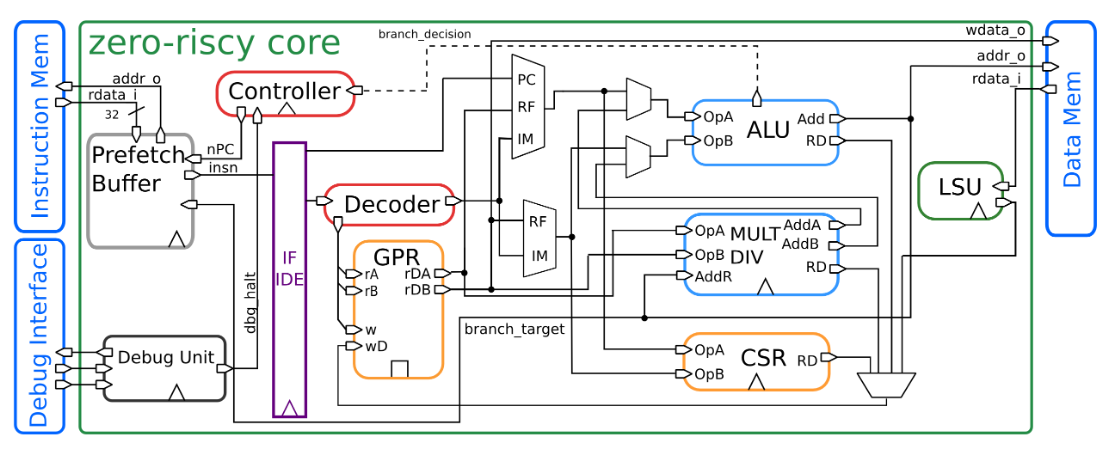 zero-riscy core
branch_decision
wdata_o
addr_o
rdata_i
Instruction Mem
addr_o
rdata_i
32
Controller
PC
RF
IM
OpA
OpB
ALU
Add
RD
Data Mem
Prefetch
Buffer
nPC
insn
LSU
Decoder
RF
IM
IF
IDE
GPR
rA
rB
rDA
rDB
w
wD
OpA
OpB
AddR
MULT
DIV
AddA
AddB
RD
Debug Interface
dbg_halt
branch_target
Debug Unit
OpA
OpB
CSR
RD